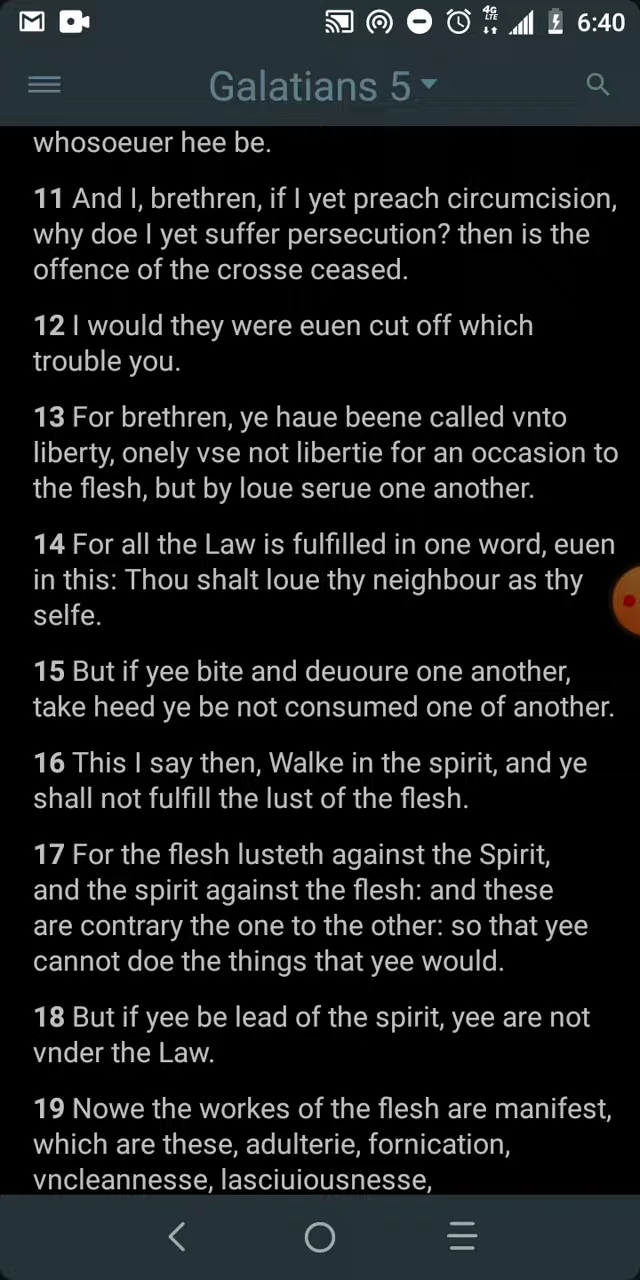 4G
LTE
6:40
Galatians 5
whosoeuer hee be.
11 And I, brethren, if I yet preach circumcision,
why doe I yet suffer persecution? then is the
offence of the crosse ceased.
12 I would they were euen cut off which
trouble you.
13 For brethren, ye haue beene called vnto
liberty, onely vse not libertie for an occasion to
the flesh, but by loue serue one another.
14 For all the Law is fulfilled in one word, euen
in this: Thou shalt loue thy neighbour as thy
selfe.
15 But if yee bite and deuoure one another,
take heed ye be not consumed one of another.
16 This I say then, Walke in the spirit, and ye
shall not fulfill the lust of the flesh.
17 For the flesh lusteth against the Spirit,
and the spirit against the flesh: and these
are contrary the one to the other: so that yee
cannot doe the things that yee would.
18 But if yee be lead of the spirit, yee are not
vnder the Law.
19 Nowe the workes of the flesh are manifest,
which are these, adulterie, fornication,
vncleannesse, lasciuiousnesse,